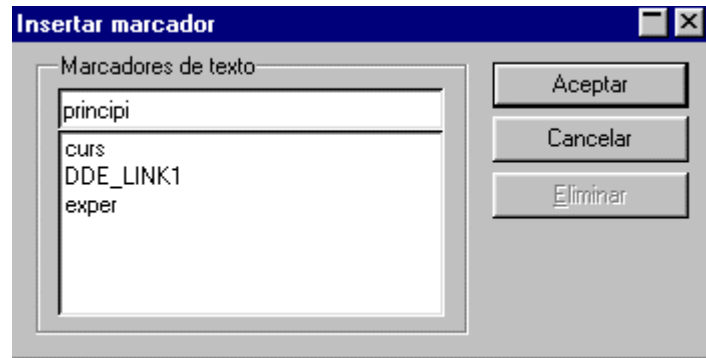 Insertar marcador
Marcadores de texto
principi
curs
DDE_LINK1
exper
Aceptar
Cancelar
Eliminar